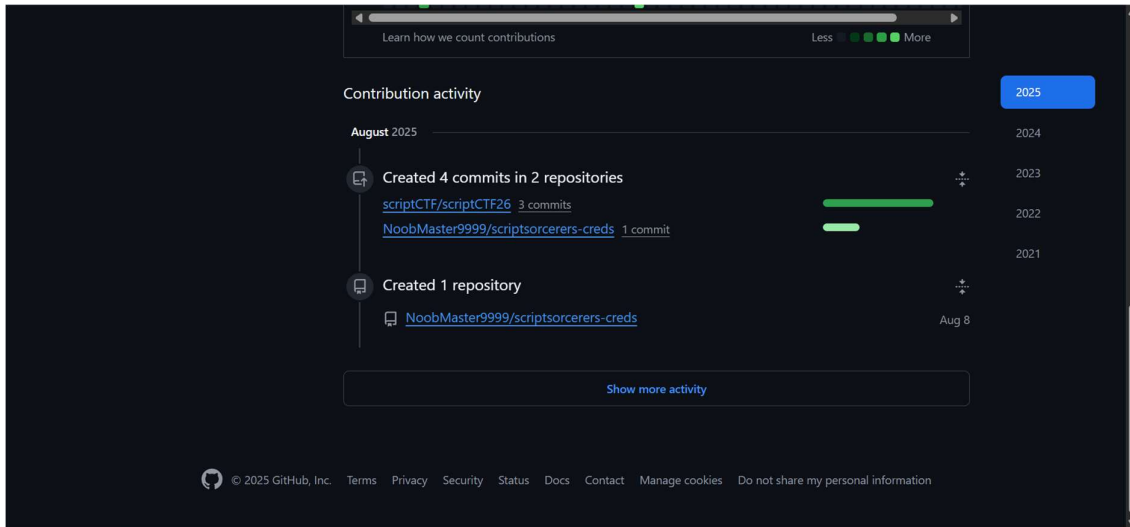 Learn how we count contributions
Less More
Contribution activity
2025
August 2025
2024
Created 4 commits in 2 repositories
2023
scriptCTF/scriptCTF26 3 commits
2022
NoobMaster9999/scriptsorcerers-creds 1 commit
2021
Created 1 repository
NoobMaster9999/scriptsorcerers-creds Aug 8
Show more activity
© 2025 GitHub, Inc. Terms Privacy Security Status Docs Contact Manage cookies Do not share my personal information